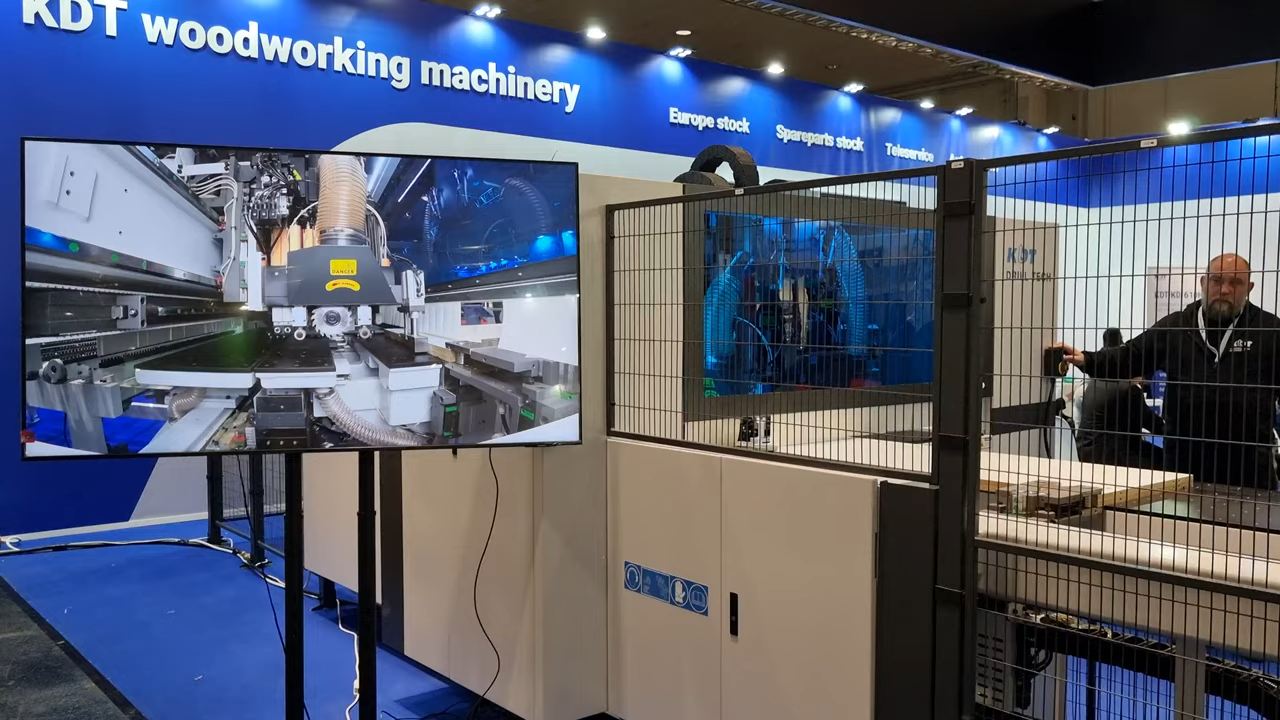 KDT woodworking machinery
Europe stock
Spareparts stock
Teleservice
DANGER
KDT
DRILL TECH